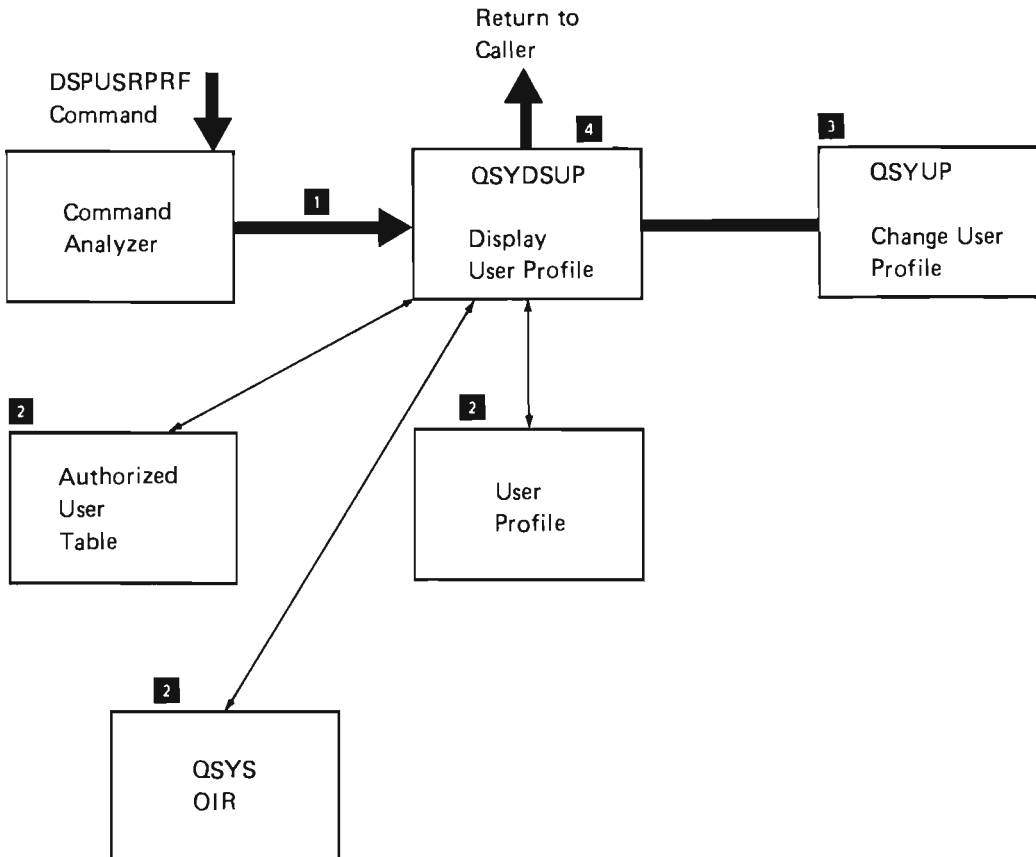 Return to
Caller
DSPUSRPRF
Command
4
3
1
Command
Analyzer
QSYDSUP
Display
User Profile
QSYUP
Change User
Profile
2
2
Authorized
User
Table
User
Profile
2
QSYS
OIR